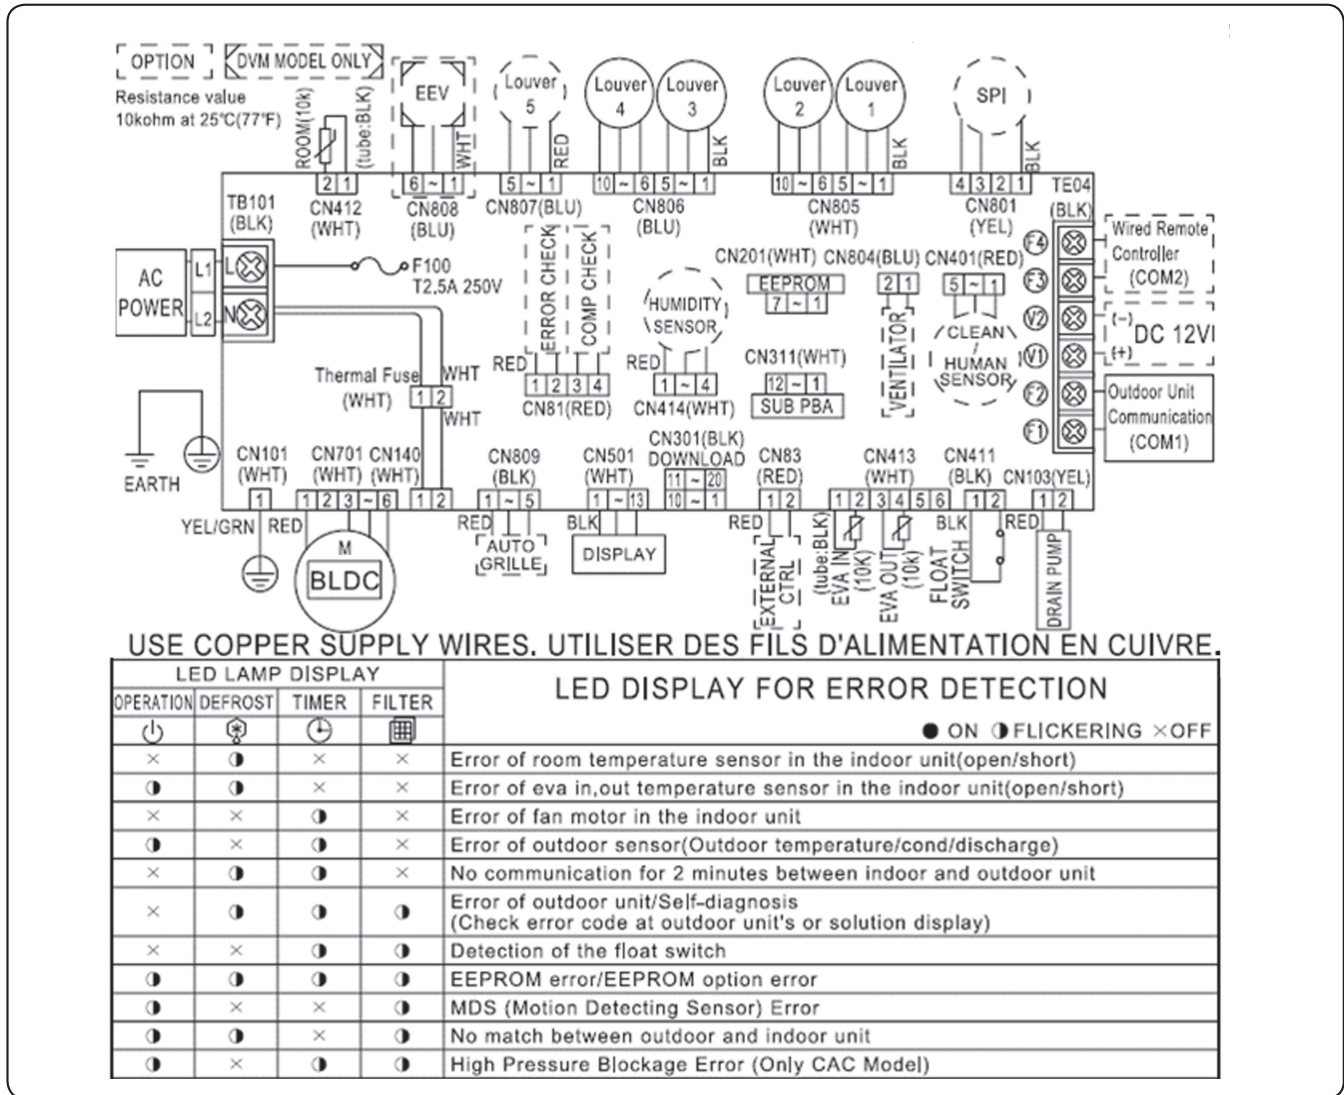 OPTION
DVM MODEL ONLY
Resistance value
10kohm at 25℃(77℉)
ROOM(10k)
(tube:BLK)
EEV
WHT
Louver
5
RED
Louver
4
Louver
3
BLK
Louver
2
Louver
1
BLK
SPI
BLK
2 1
6 ~ 1
5 ~ 1
10 ~ 6 5 ~ 1
10 ~ 6 5 ~ 1
4 3 2 1
TB101
(BLK)
CN412
(WHT)
CN808
(BLU)
CN807(BLU)
CN806
(BLU)
CN805
(WHT)
CN801
(YEL)
TE04
(BLK)
AC
POWER
L1
L2
L
N
F100
T2,5A 250V
ERROR CHECK
COMP CHECK
RED
1 2 3 4
CN81(RED)
HUMIDITY
SENSOR
RED
1 ~ 4
CN414(WHT)
CN201(WHT)
EEPROM
7 ~ 1
CN311(WHT)
12 ~ 1
SUB PBA
CN804(BLU)
2 1
VENTILATOR
CN401(RED)
5 ~ 1
CLEAN
/
HUMAN
SENSOR
F4
F3
V2
V1
F2
F1
Wired Remote
Controller
(COM2)
(-)
DC 12V
(+)
Outdoor Unit
Communication
(COM1)
Thermal Fuse
(WHT)
WHT
1 2
WHT
EARTH
CN101
(WHT)
CN701
(WHT)
CN140
(WHT)
CN809
(BLK)
CN501
(WHT)
CN301(BLK)
DOWNLOAD
11 ~ 20
10 ~ 1
CN83
(RED)
CN413
(WHT)
CN411
(BLK)
CN103(YEL)
1
1 2 3 ~ 6
1 2
1 ~ 5
1 ~ 13
1 2
1 2 3 4 5 6
1 2
1 2
YEL/GRN
RED
M
BLDC
RED
AUTO
GRILLE
BLK
DISPLAY
RED
EXTERNAL
CTRL
(tube:BLK)
EVA IN
(10K)
EVA OUT
(10k)
BLK
FLOAT
SWITCH
RED
DRAIN PUMP
USE COPPER SUPPLY WIRES. UTILISER DES FILS D'ALIMENTATION EN CUIVRE.
LED LAMP DISPLAY
LED DISPLAY FOR ERROR DETECTION
OPERATION DEFROST TIMER FILTER
● ON ◑ FLICKERING ×OFF
× ◑ × × Error of room temperature sensor in the indoor unit(open/short)
◑ ◑ × × Error of eva in,out temperature sensor in the indoor unit(open/short)
× × ◑ × Error of fan motor in the indoor unit
◑ × ◑ × Error of outdoor sensor(Outdoor temperature/cond/discharge)
× ◑ ◑ × No communication for 2 minutes between indoor and outdoor unit
× ◑ ◑ ◑ Error of outdoor unit/Self-diagnosis
(Check error code at outdoor unit's or solution display)
× × ◑ ◑ Detection of the float switch
◑ ◑ ◑ ◑ EEPROM error/EEPROM option error
◑ × × ◑ MDS (Motion Detecting Sensor) Error
◑ ◑ × ◑ No match between outdoor and indoor unit
◑ × ◑ ◑ High Pressure Blockage Error (Only CAC Model)